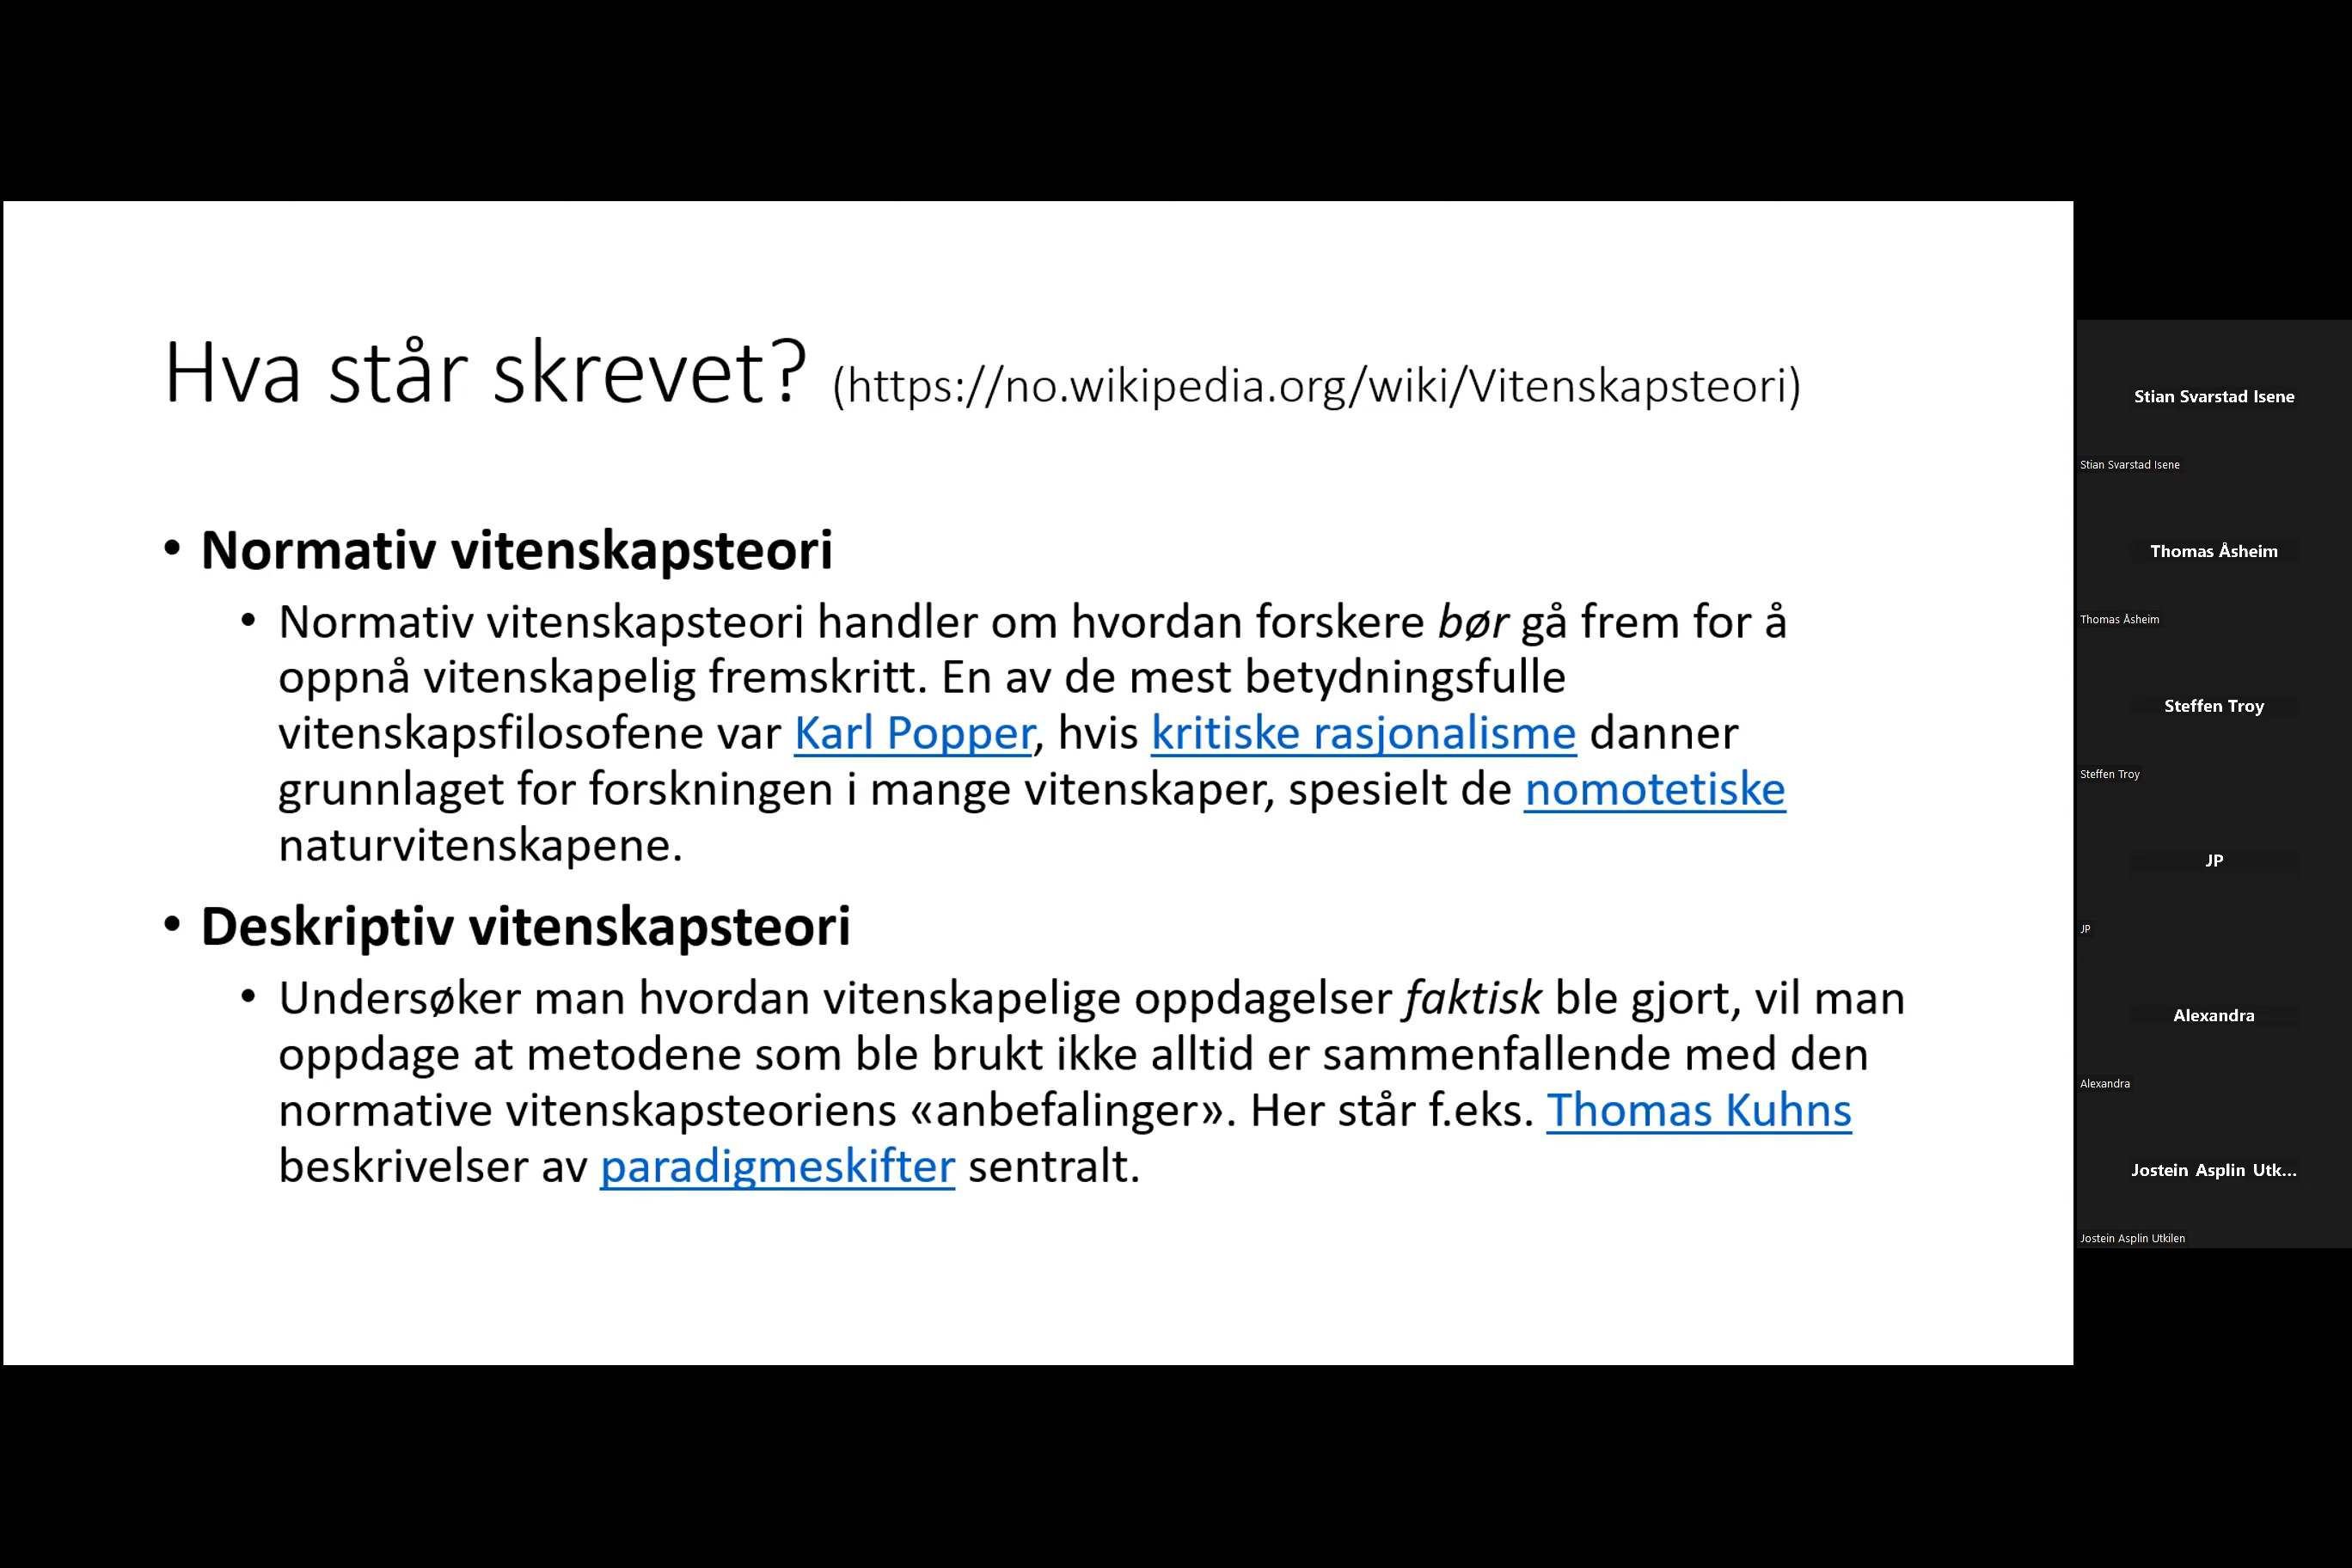 Hva står skrevet? (https://no.wikipedia.org/wiki/Vitenskapsteori)
• Normativ vitenskapsteori
• Normativ vitenskapsteori handler om hvordan forskere bør gå frem for å
oppnå vitenskapelig fremskritt. En av de mest betydningsfulle
vitenskapsfilosofene var Karl Popper, hvis kritiske rasjonalisme danner
grunnlaget for forskningen i mange vitenskaper, spesielt de nomotetiske
naturvitenskapene.
• Deskriptiv vitenskapsteori
• Undersøker man hvordan vitenskapelige oppdagelser faktisk ble gjort, vil man
oppdage at metodene som ble brukt ikke alltid er sammenfallende med den
normative vitenskapsteoriens «anbefalinger». Her står f.eks. Thomas Kuhns
beskrivelser av paradigmeskifter sentralt.
Stian Svarstad Isene
Stian Svarstad Isene
Thomas Åsheim
Thomas Åsheim
Steffen Troy
Steffen Troy
JP
JP
Alexandra
Alexandra
Jostein Asplin Utk...
Jostein Asplin Utkilen